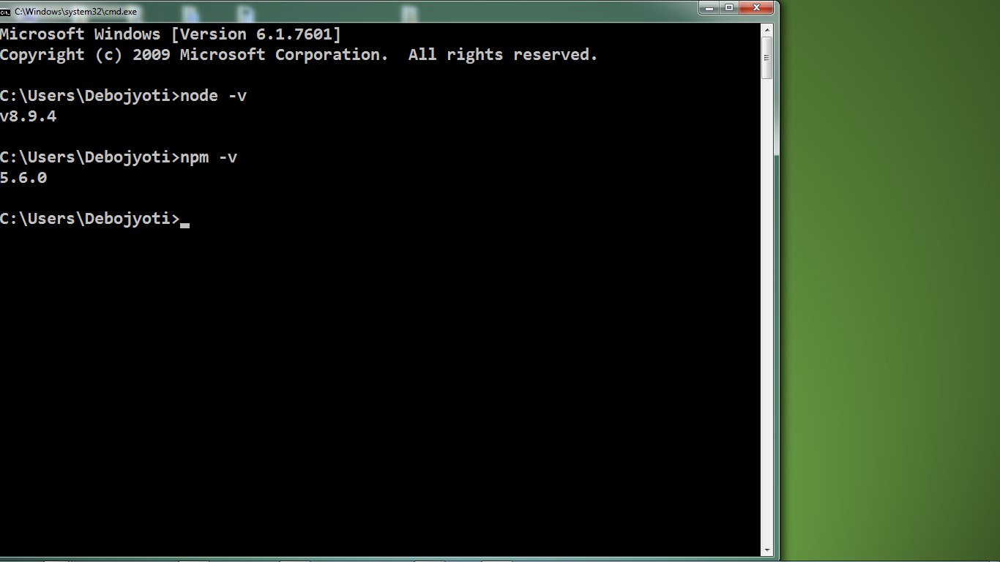 C:\Windows\system32\cmd.exe
Microsoft Windows [Version 6.1.7601]
Copyright (c) 2009 Microsoft Corporation.  All rights reserved.
C:\Users\Debojyoti>node -v
v8.9.4
C:\Users\Debojyoti>npm -v
5.6.0
C:\Users\Debojyoti>